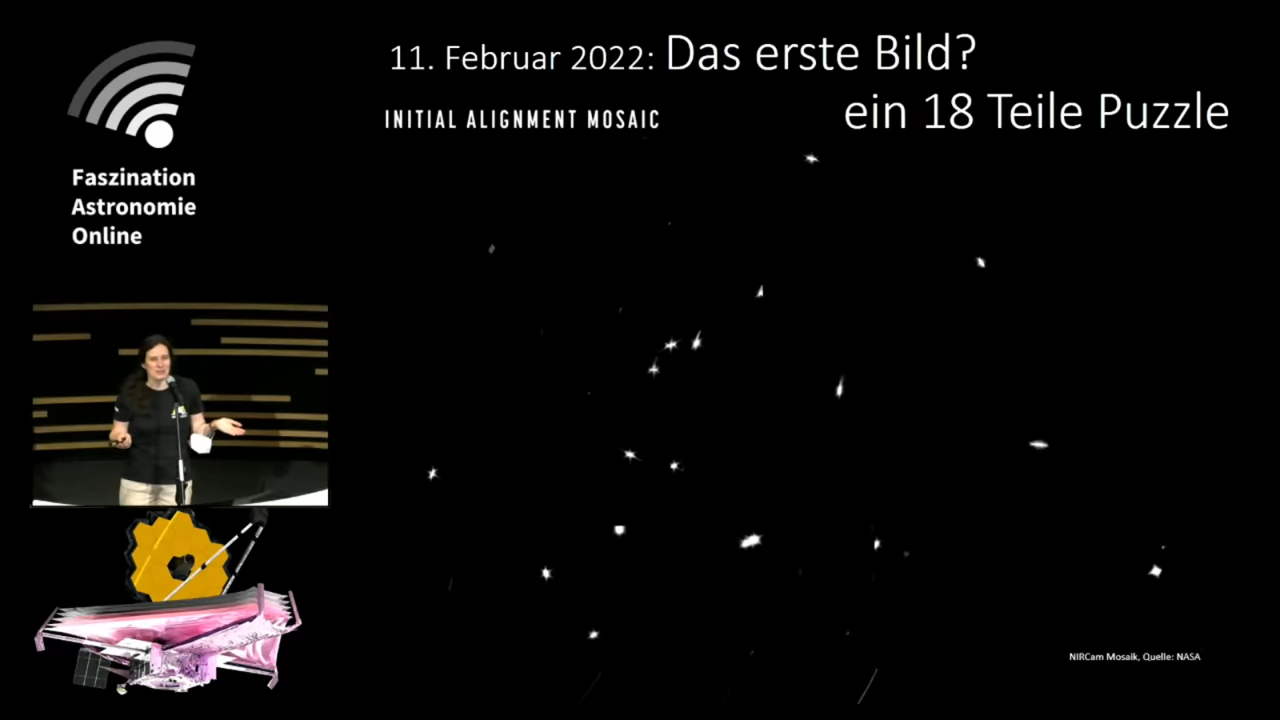 11. Februar 2022: Das erste Bild?
ein 18 Teile Puzzle
INITIAL ALIGNMENT MOSAIC
Faszination
Astronomie
Online
NIRCam Mosaik, Quelle: NASA